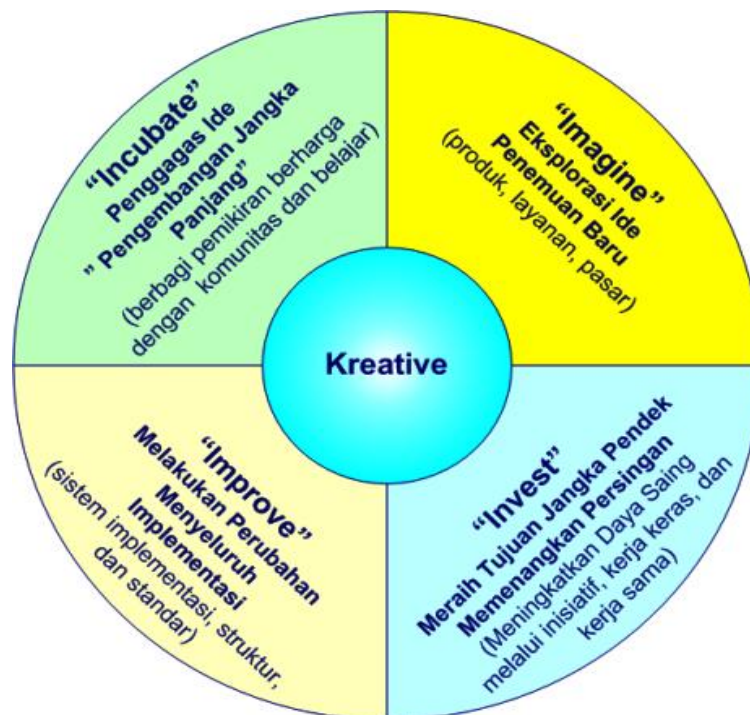 “Incubate”
Penggagas Ide
” Pengembangan Jangka
Panjang”
(berbagi pemikiran berharga
dengan komunitas dan belajar)
“Imagine”
Eksplorasi Ide
Penemuan Baru
(produk, layanan, pasar)
Kreative
“Improve”
Melakukan Perubahan
Menyeluruh
Implementasi
(sistem implementasi, struktur,
dan standar)
“Invest”
Meraih Tujuan Jangka Pendek
Memenangkan Persingan
(Meningkatkan Daya Saing
melalui inisiatif, kerja keras, dan
kerja sama)